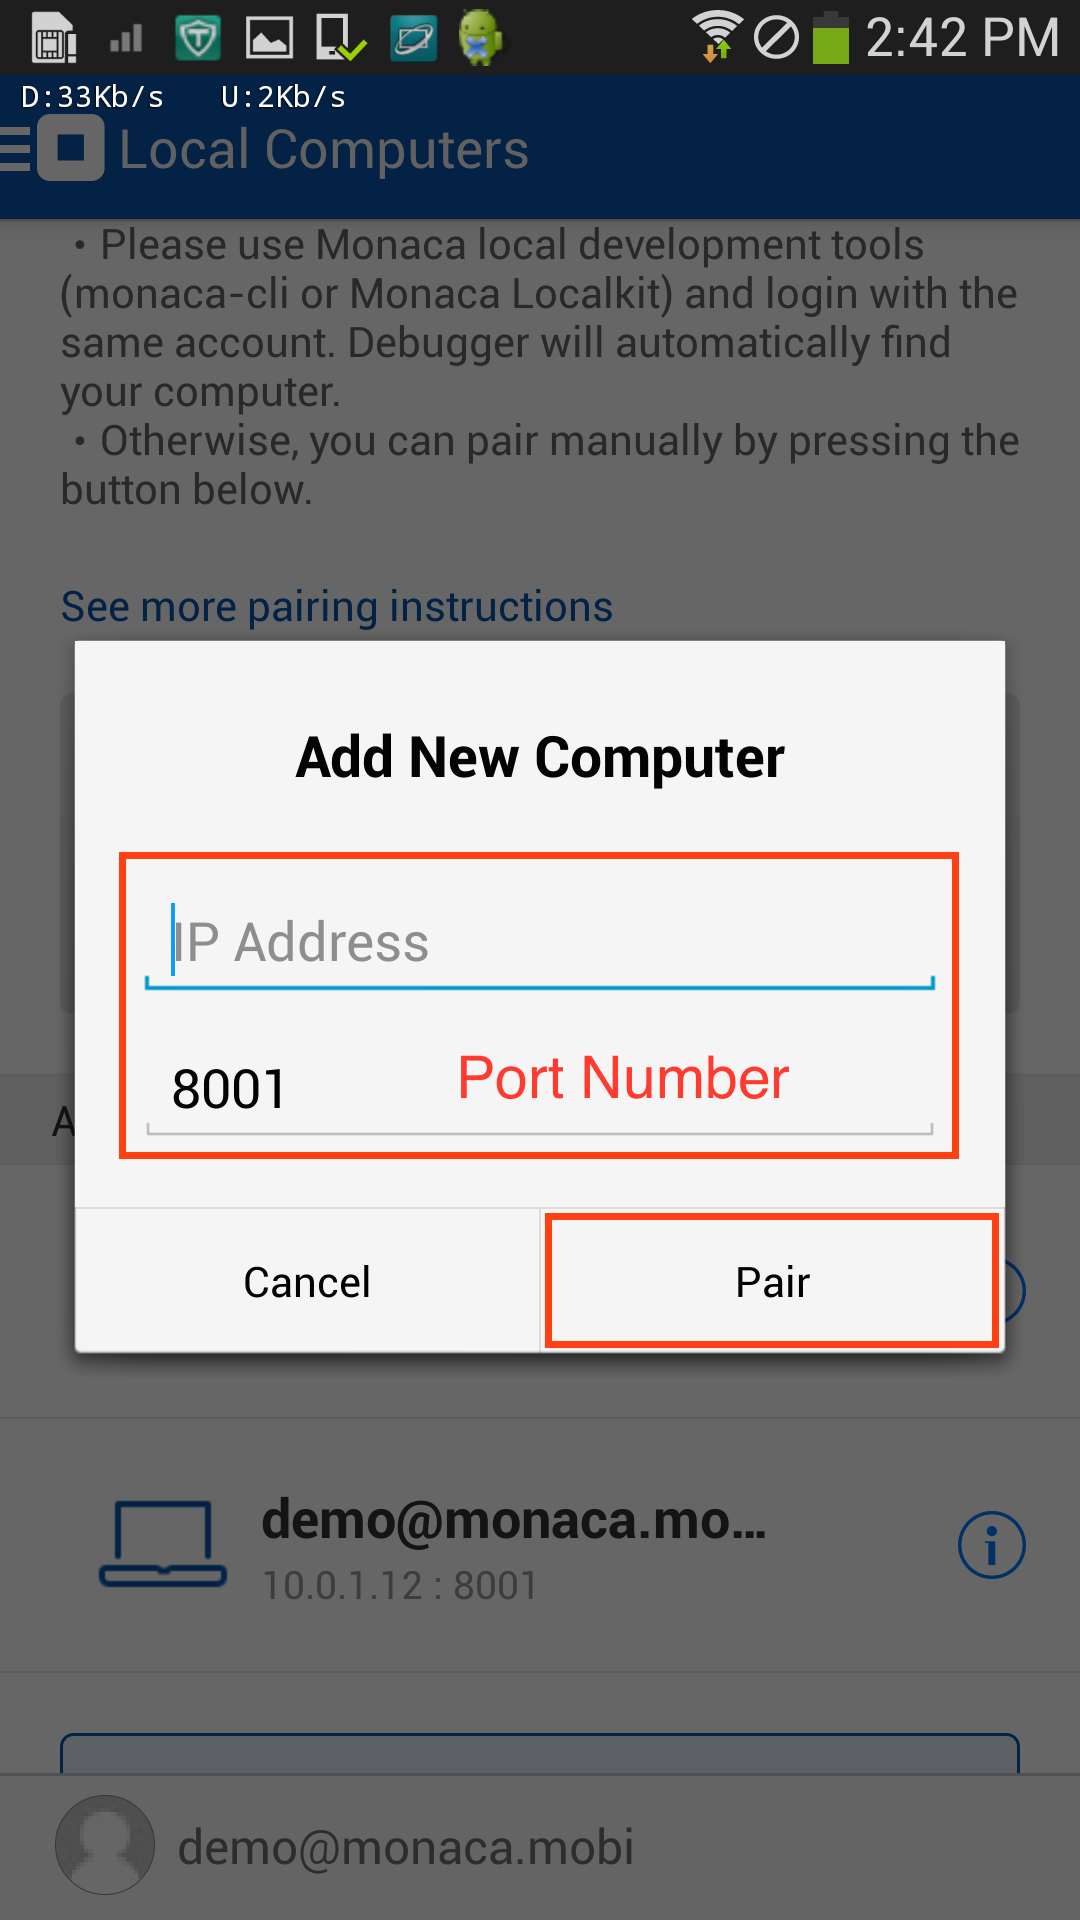 2:42 PM
D:33Kb/s U:2Kb/s
Local Computers
• Please use Monaca local development tools
(monaca-cli or Monaca Localkit) and login with the
same account. Debugger will automatically find
your computer.
• Otherwise, you can pair manually by pressing the
button below.
See more pairing instructions
Add New Computer
IP Address
8001 Port Number
A
Cancel Pair
demo@monaca.mo...
10.0.1.12 : 8001
demo@monaca.mobi